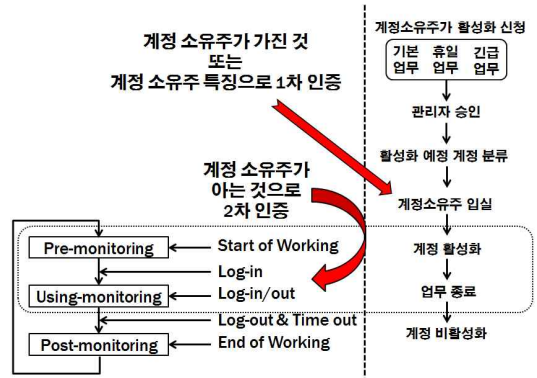 계정 소유주가 가진 것
또는
계정 소유주 특징으로 1차 인증
계정 소유주가
아는 것으로
2차 인증
Pre-monitoring
Start of Working
Log-in
Using-monitoring
Log-in/out
Log-out & Time out
Post-monitoring
End of Working
계정소유주가 활성화 신청
기본 휴일 긴급
업무 업무 업무
관리자 승인
활성화 예정 계정 분류
계정소유주 입실
계정 활성화
업무 종료
계정 비활성화